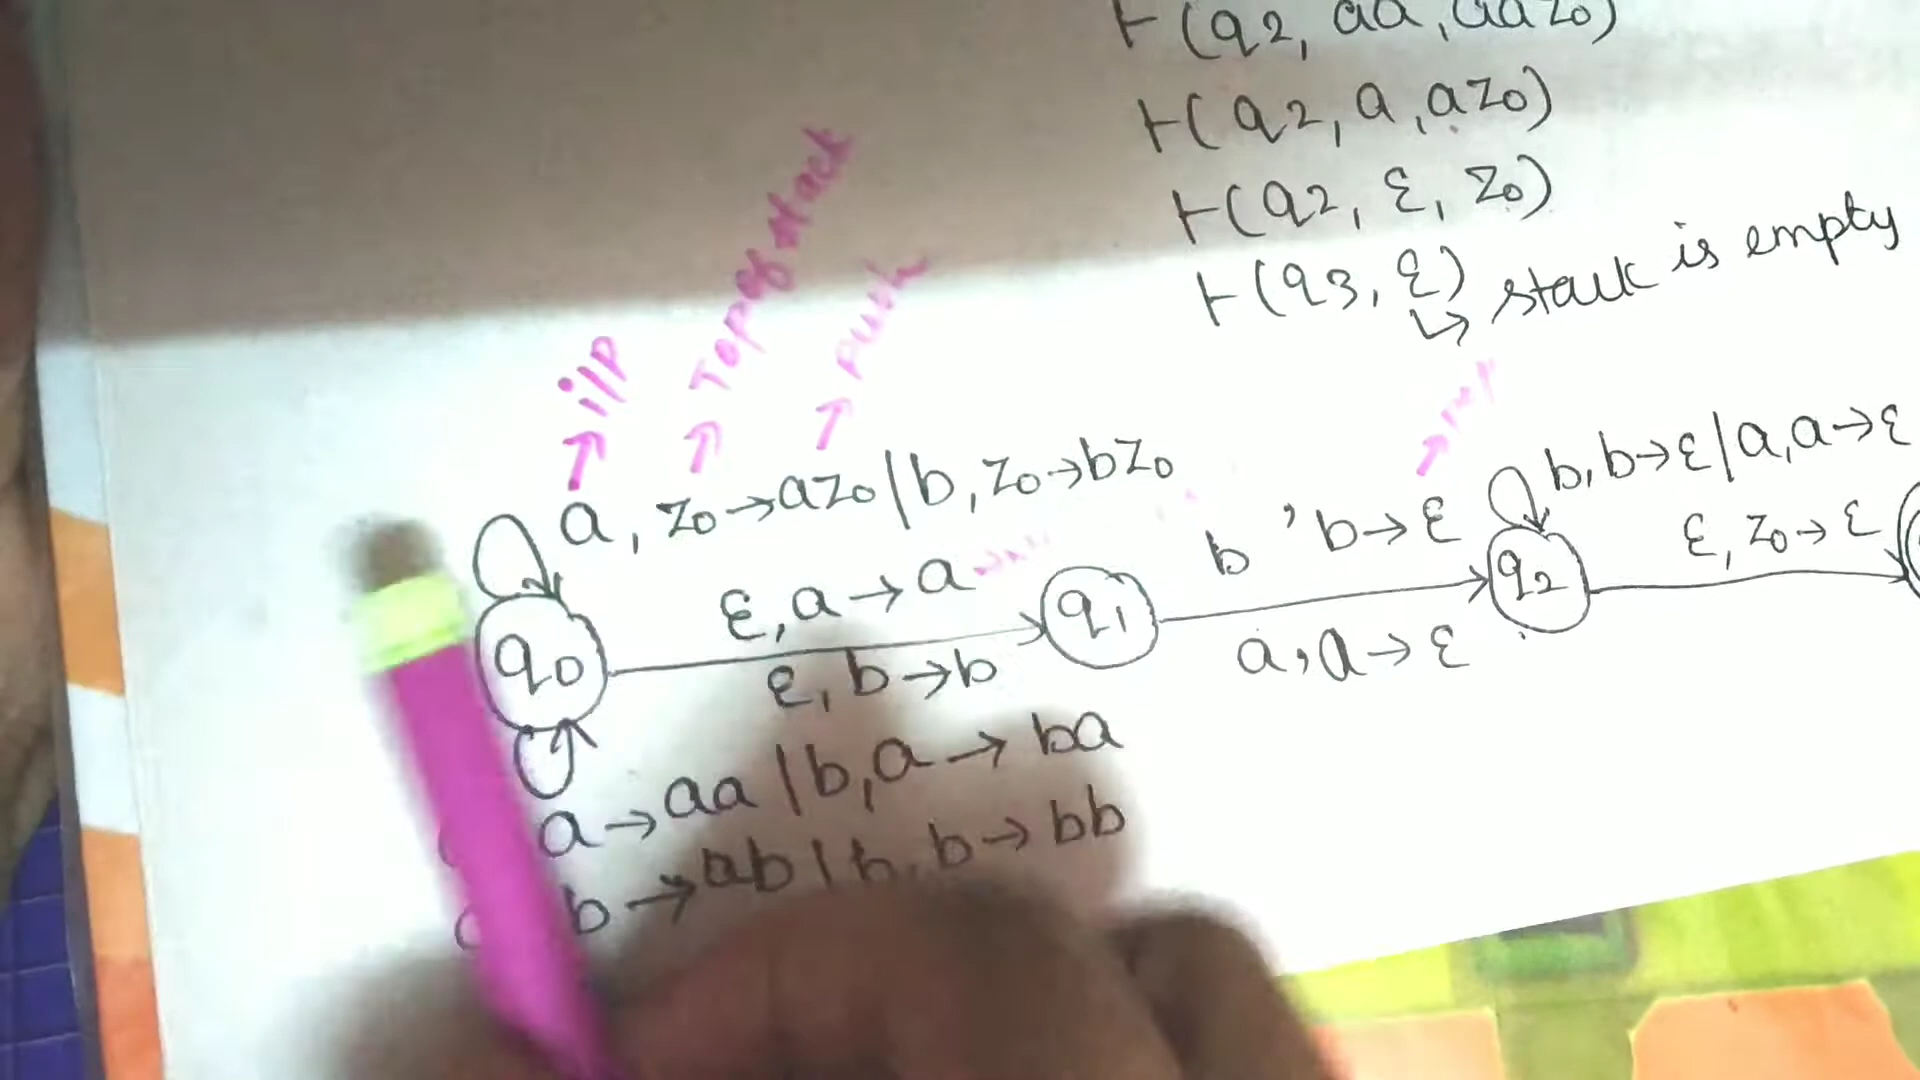 ⊢(q2, aa, aaz0)
⊢(q2, a, az0)
⊢(q2, ε, z0)
⊢(q3, ε)
↳ stack is empty
↑ i/p
↑ Top of stack
↑ Push
a, z0→az0 | b, z0→bz0
b, b→ε | a, a→ε
ε, a→a
b, b→ε
ε, z0→ε
q0
q1
q2
ε, b→b
a, a→ε
a→aa | b, a→ba
b→ab | b, b→bb